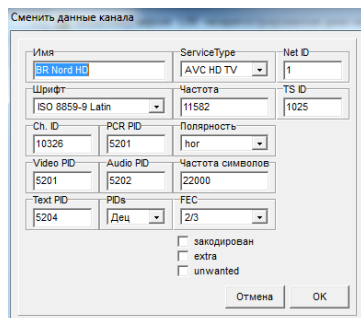 Сменить данные канала
Имя ServiceType Net ID
BR Nord HD AVC HD TV 1
Шрифт Частота TS ID
ISO 8859-9 Latin 11582 1025
Ch. ID PCR PID Полярность
10326 5201 hor
Video PID Audio PID Частота символов
5201 5202 22000
Text PID PIDs FEC
5204 Дец 2/3
закодирован
extra
unwanted
Отмена OK